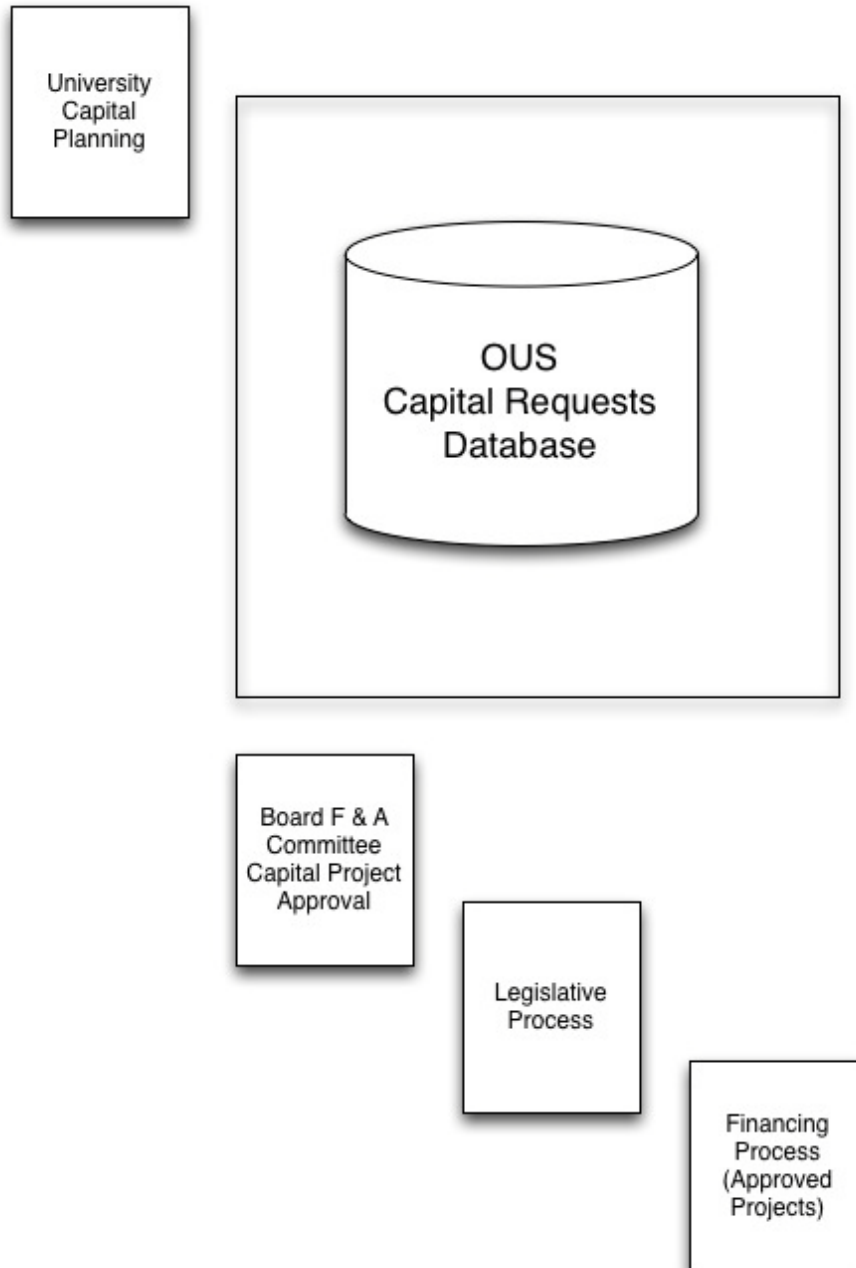 University
Capital
Planning
OUS
Capital Requests
Database
Board F & A
Committee
Capital Project
Approval
Legislative
Process
Financing
Process
(Approved
Projects)